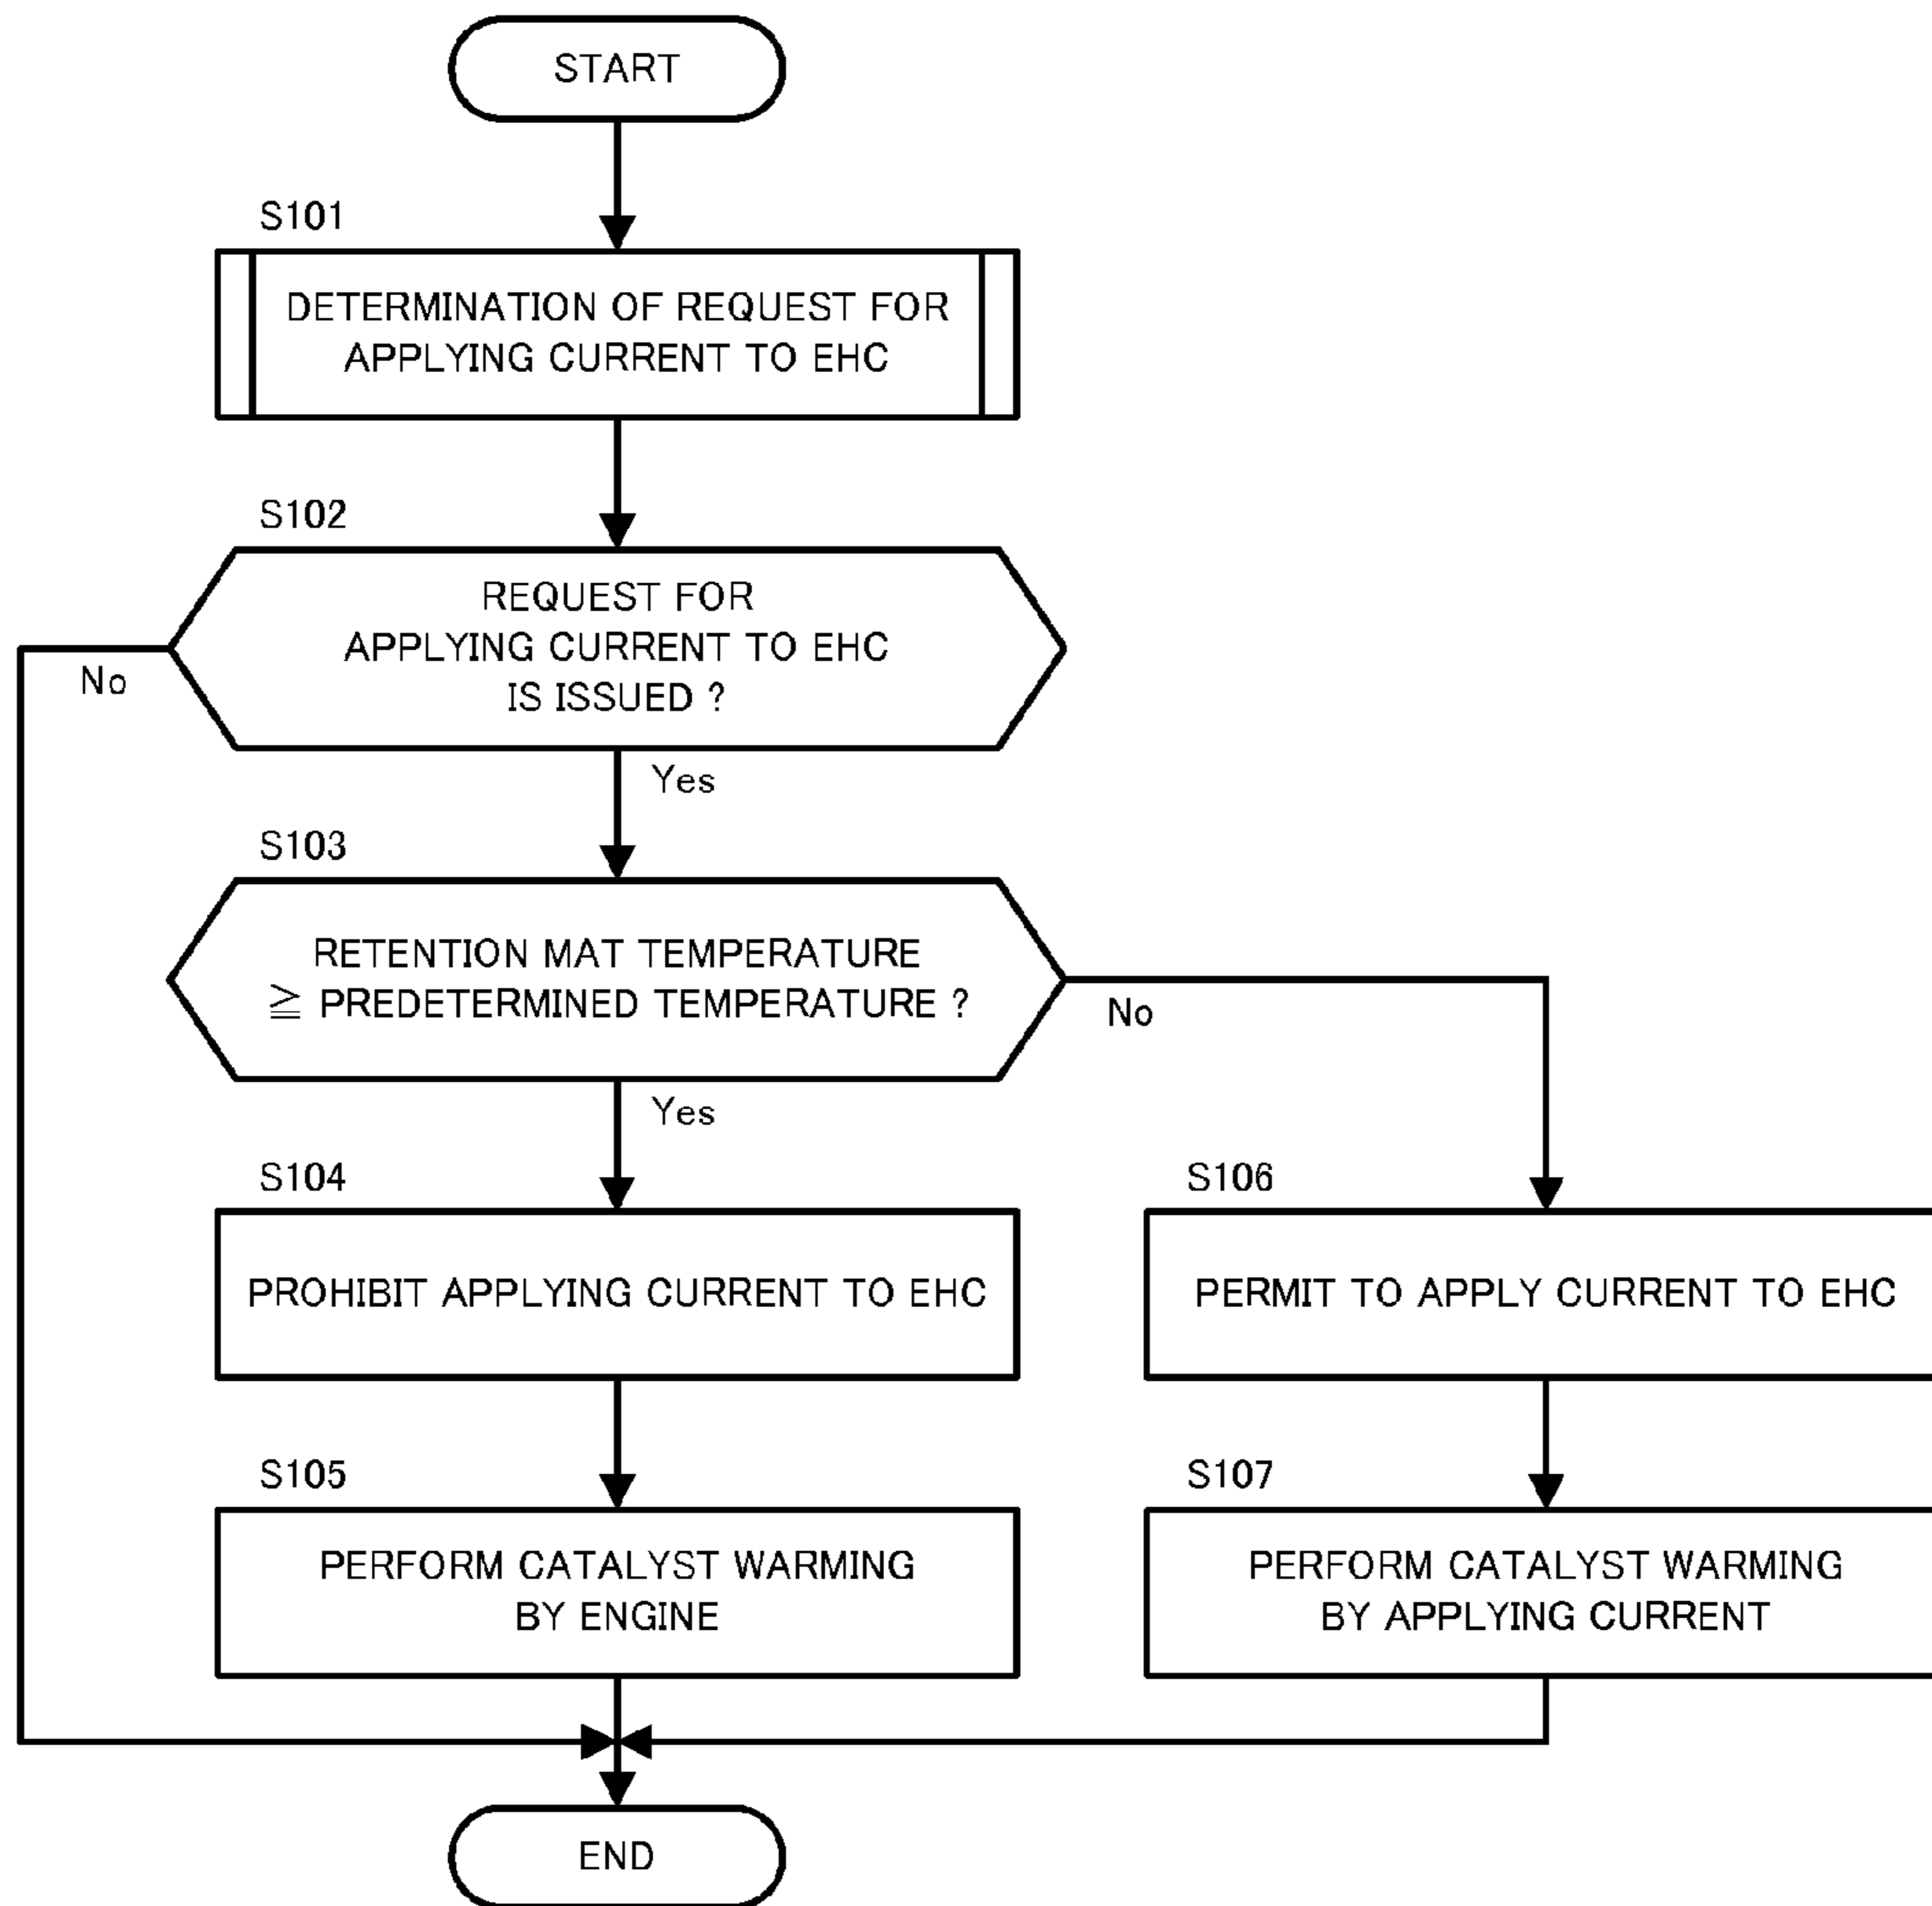 START
S101
DETERMINATION OF REQUEST FOR
APPLYING CURRENT TO EHC
S102
REQUEST FOR
APPLYING CURRENT TO EHC
IS ISSUED ?
No
Yes
S103
RETENTION MAT TEMPERATURE
≧ PREDETERMINED TEMPERATURE ?
No
Yes
S104
PROHIBIT APPLYING CURRENT TO EHC
S106
PERMIT TO APPLY CURRENT TO EHC
S105
PERFORM CATALYST WARMING
BY ENGINE
S107
PERFORM CATALYST WARMING
BY APPLYING CURRENT
END